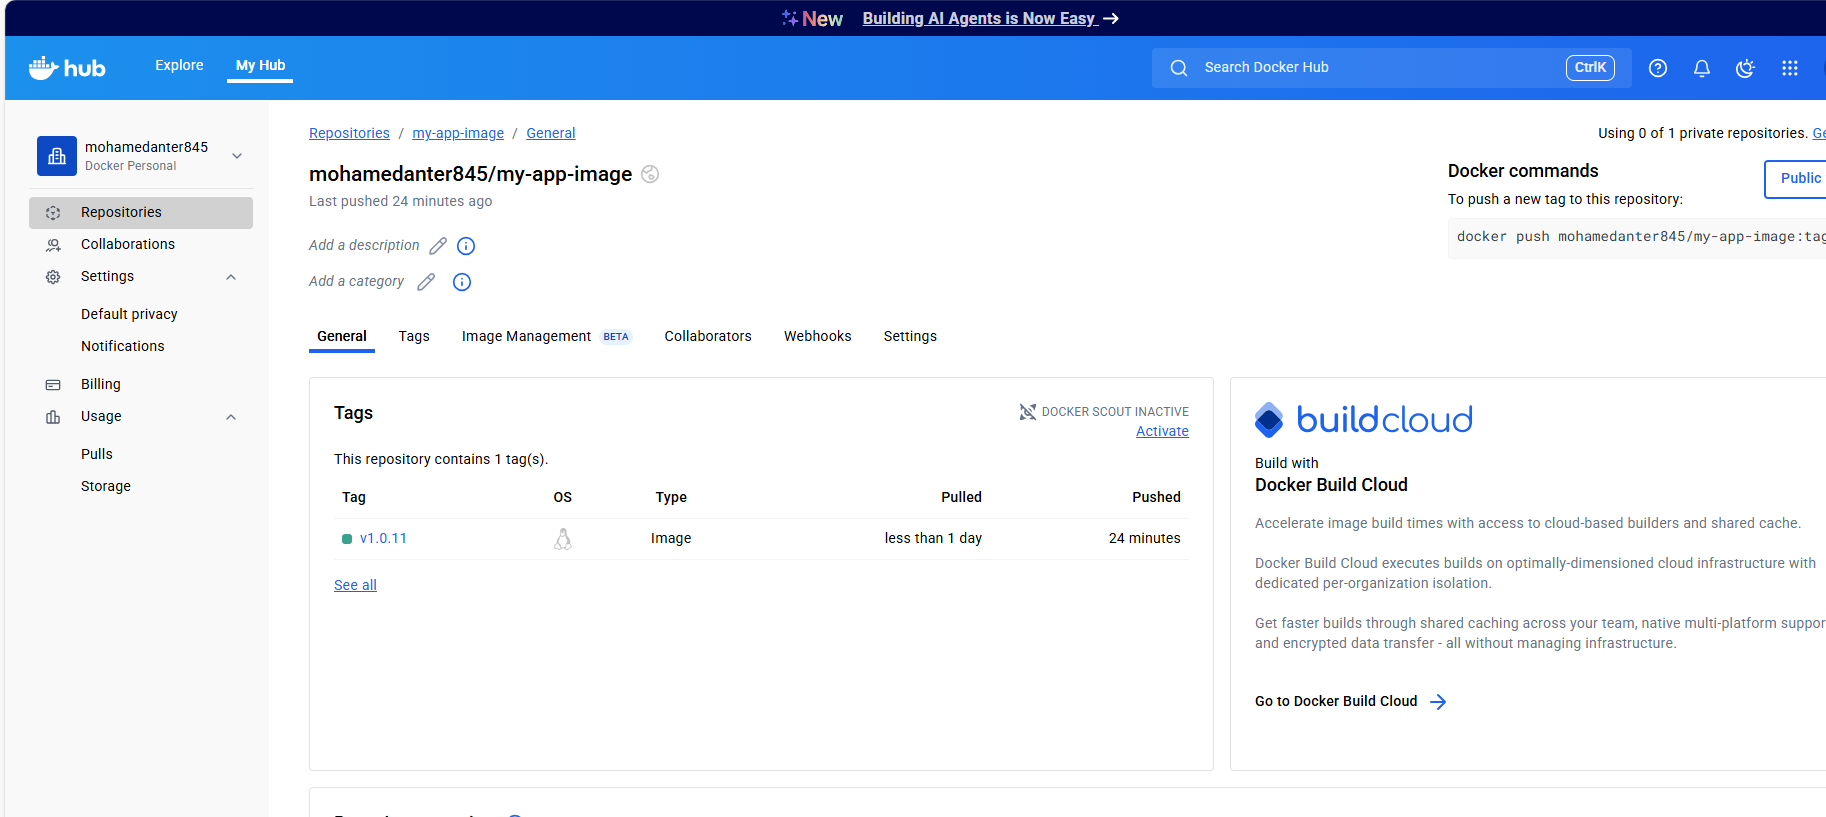 New Building AI Agents is Now Easy →
hub
Explore
My Hub
Search Docker Hub
CtrlK
mohamedanter845
Docker Personal
Repositories
Collaborations
Settings
Default privacy
Notifications
Billing
Usage
Pulls
Storage
Repositories / my-app-image / General
Using 0 of 1 private repositories.
mohamedanter845/my-app-image
Last pushed 24 minutes ago
Add a description
Add a category
Docker commands
Public
To push a new tag to this repository:
docker push mohamedanter845/my-app-image:tag
General
Tags
Image Management BETA
Collaborators
Webhooks
Settings
Tags
DOCKER SCOUT INACTIVE
Activate
This repository contains 1 tag(s).
Tag OS Type Pulled Pushed
v1.0.11 Image less than 1 day 24 minutes
See all
buildcloud
Build with
Docker Build Cloud
Accelerate image build times with access to cloud-based builders and shared cache.
Docker Build Cloud executes builds on optimally-dimensioned cloud infrastructure with
dedicated per-organization isolation.
Get faster builds through shared caching across your team, native multi-platform suppor
and encrypted data transfer - all without managing infrastructure.
Go to Docker Build Cloud